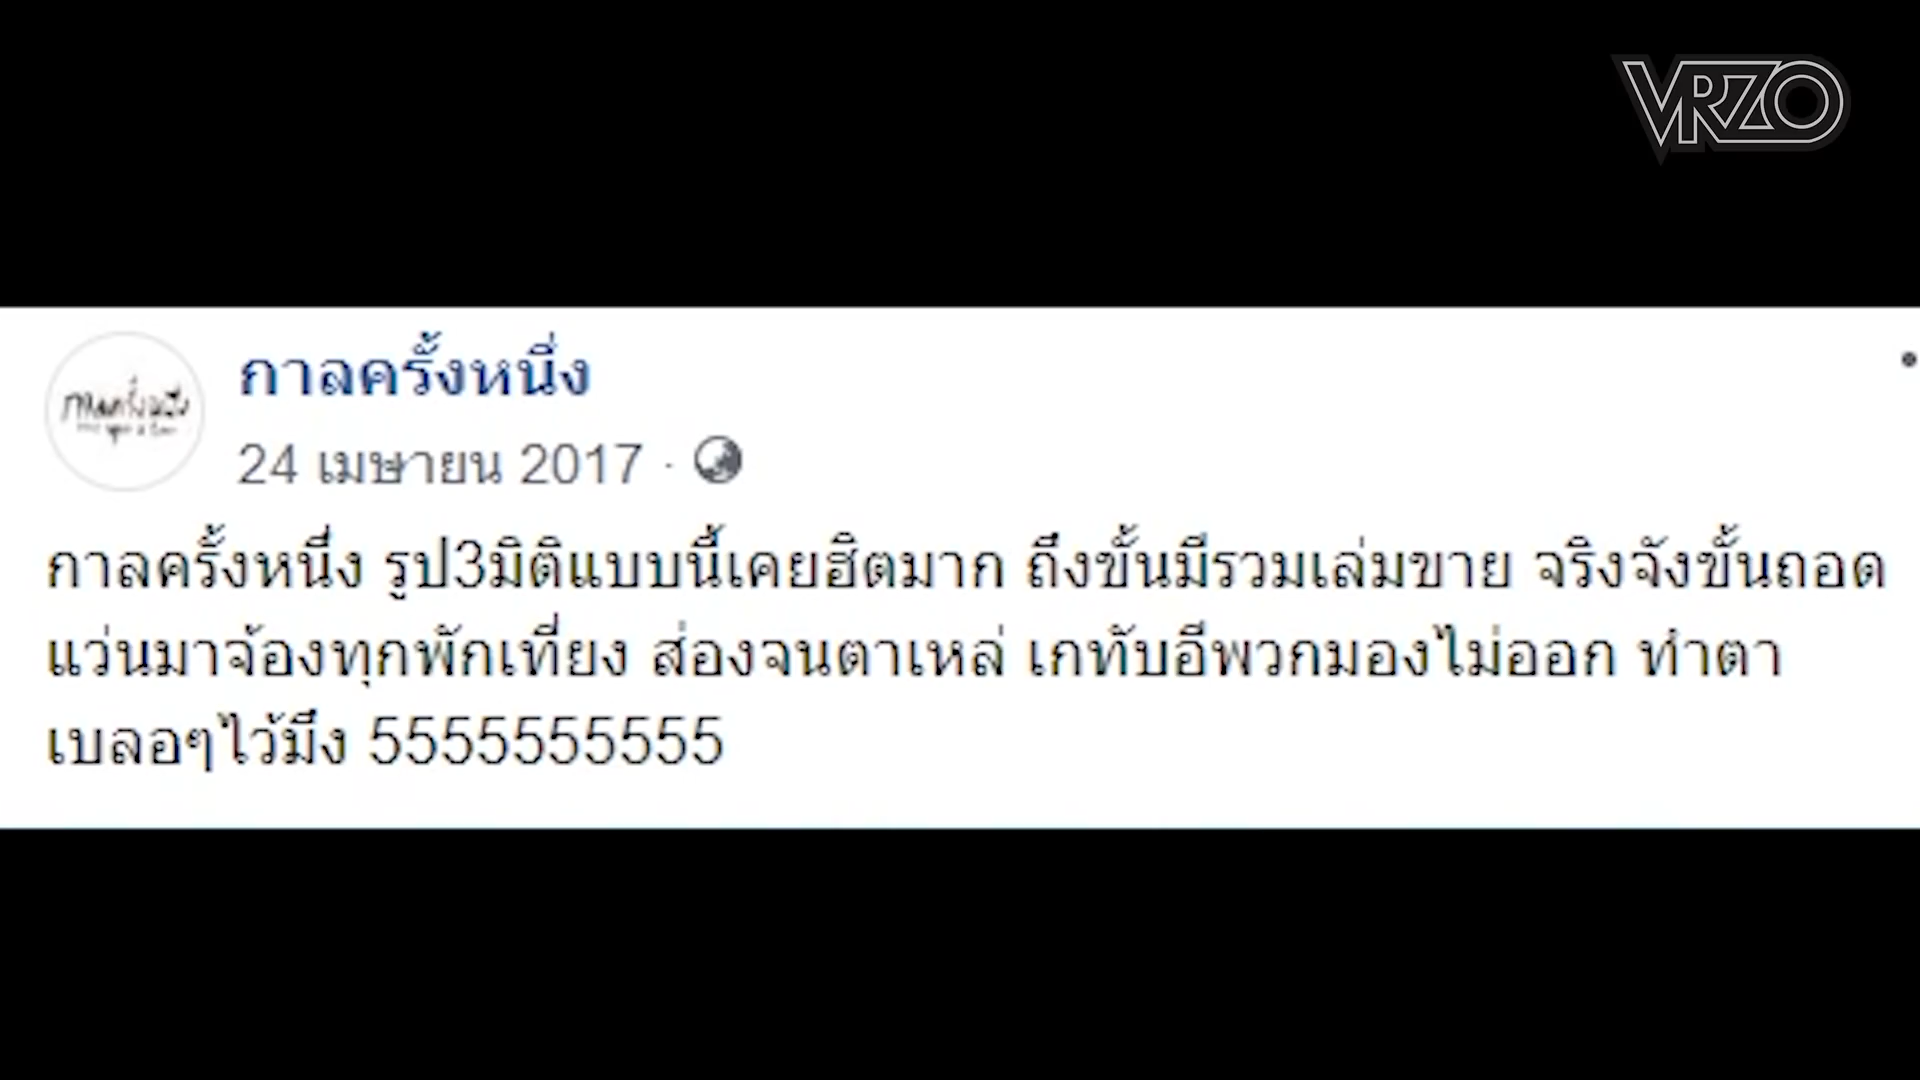 VRZO
กาลครั้งหนึ่ง
24 เมษายน 2017 ·
กาลครั้งหนึ่ง รูป3มิติแบบนี้เคยฮิตมาก ถึงขั้นมีรวมเล่มขาย จริงจังขั้นถอด
แว่นมาจ้องทุกพักเที่ยง ส่องจนตาเหล่ เกทับอีพวกมองไม่ออก ทำตา
เบลอๆไว้มึง 5555555555